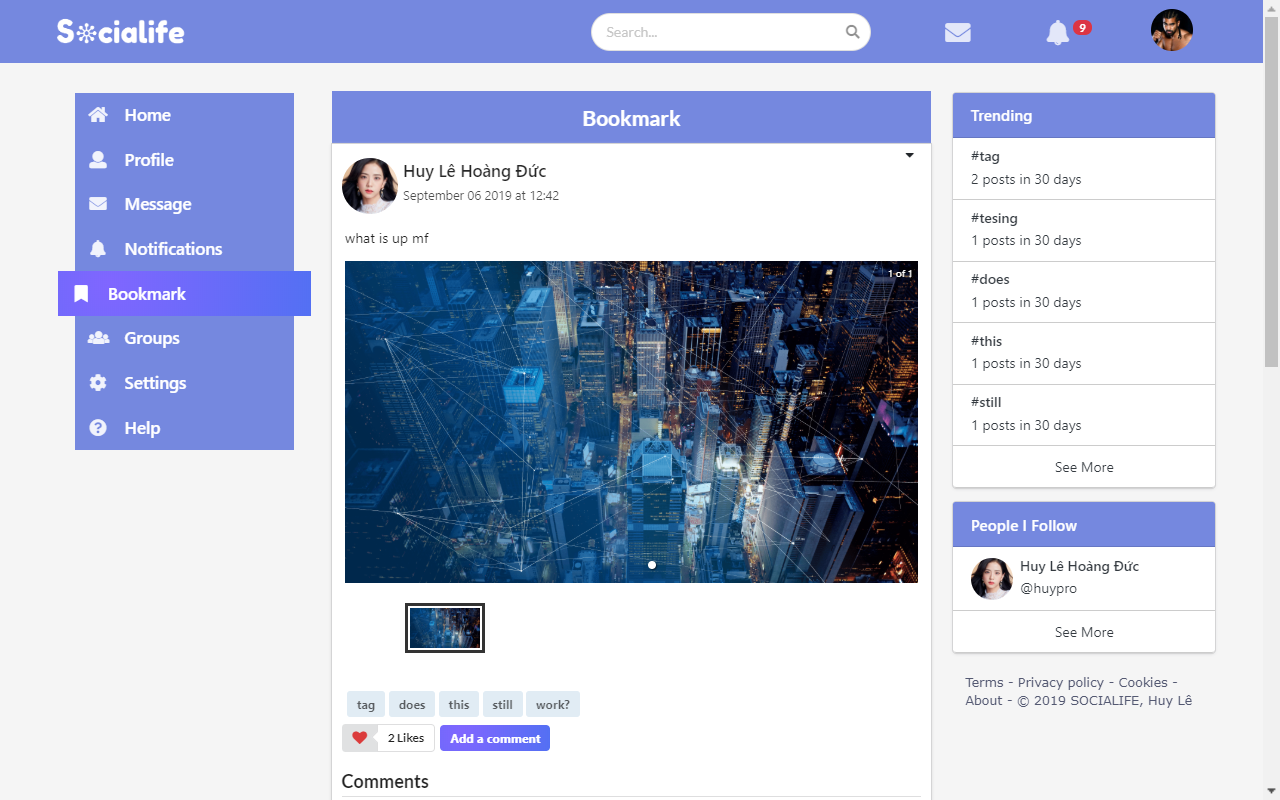 Socialife
Search...
9
Home
Profile
Message
Notifications
Bookmark
Groups
Settings
Help
Bookmark
Huy Lê Hoàng Đức
September 06 2019 at 12:42
what is up mf
1 of 1
tag does this still work?
2 Likes Add a comment
Comments
Trending
#tag
2 posts in 30 days
#tesing
1 posts in 30 days
#does
1 posts in 30 days
#this
1 posts in 30 days
#still
1 posts in 30 days
See More
People I Follow
Huy Lê Hoàng Đức
@huypro
See More
Terms - Privacy policy - Cookies -
About - © 2019 SOCIALIFE, Huy Lê